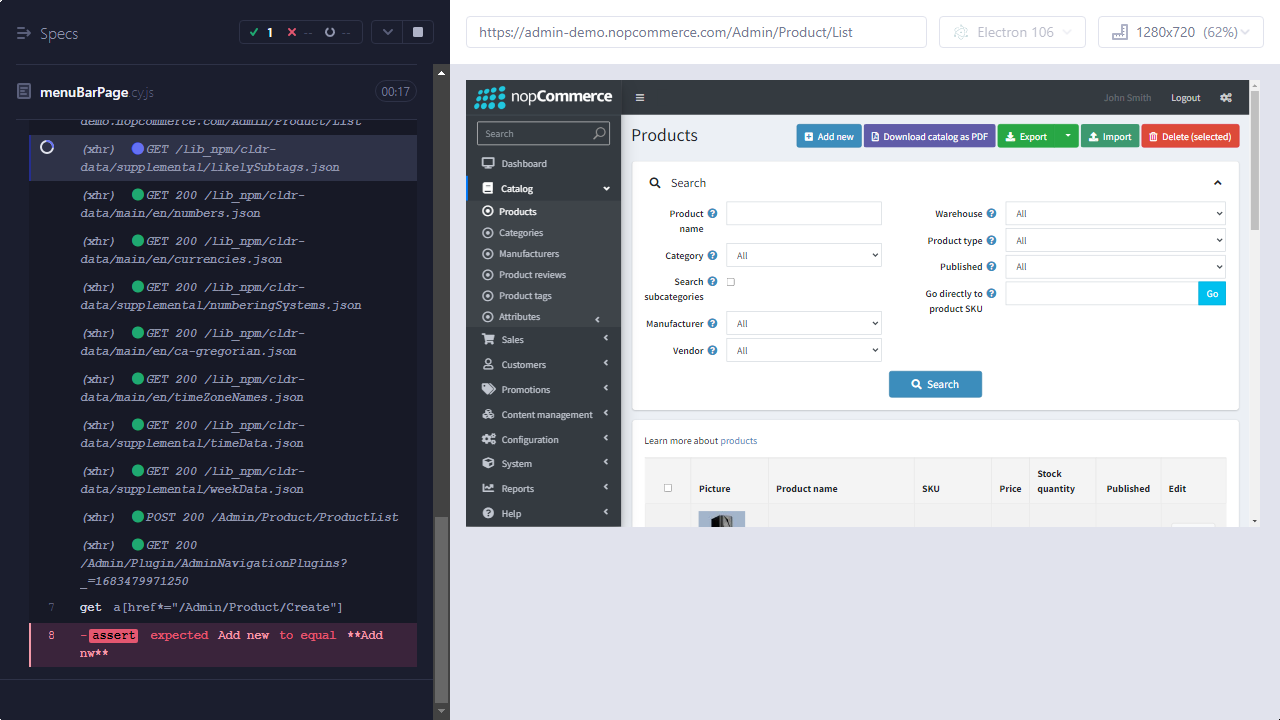 Specs
1
--
--
https://admin-demo.nopcommerce.com/Admin/Product/List
Electron 106
1280x720 (62%)
menuBarPage.cy.js
00:17
demo.nopcommerce.com/Admin/Product/List
(xhr) GET /lib_npm/cldr-
data/supplemental/likelySubtags.json
(xhr) GET 200 /lib_npm/cldr-
data/main/en/numbers.json
(xhr) GET 200 /lib_npm/cldr-
data/main/en/currencies.json
(xhr) GET 200 /lib_npm/cldr-
data/supplemental/numberingSystems.json
(xhr) GET 200 /lib_npm/cldr-
data/main/en/ca-gregorian.json
(xhr) GET 200 /lib_npm/cldr-
data/main/en/timeZoneNames.json
(xhr) GET 200 /lib_npm/cldr-
data/supplemental/timeData.json
(xhr) GET 200 /lib_npm/cldr-
data/supplemental/weekData.json
(xhr) POST 200 /Admin/Product/ProductList
(xhr) GET 200
/Admin/Plugin/AdminNavigationPlugins?
_=1683479971250
7 get a[href*="/Admin/Product/Create"]
8 -assert expected Add new to equal **Add
nw**
nopCommerce
John Smith
Logout
Search
Dashboard
Catalog
Products
Categories
Manufacturers
Product reviews
Product tags
Attributes
Sales
Customers
Promotions
Content management
Configuration
System
Reports
Help
Products
Add new
Download catalog as PDF
Export
Import
Delete (selected)
Search
Product
name
Category
All
Search
subcategories
Manufacturer
All
Vendor
All
Warehouse
All
Product type
All
Published
All
Go directly to
product SKU
Go
Search
Learn more about products
Picture
Product name
SKU
Price
Stock
quantity
Published
Edit